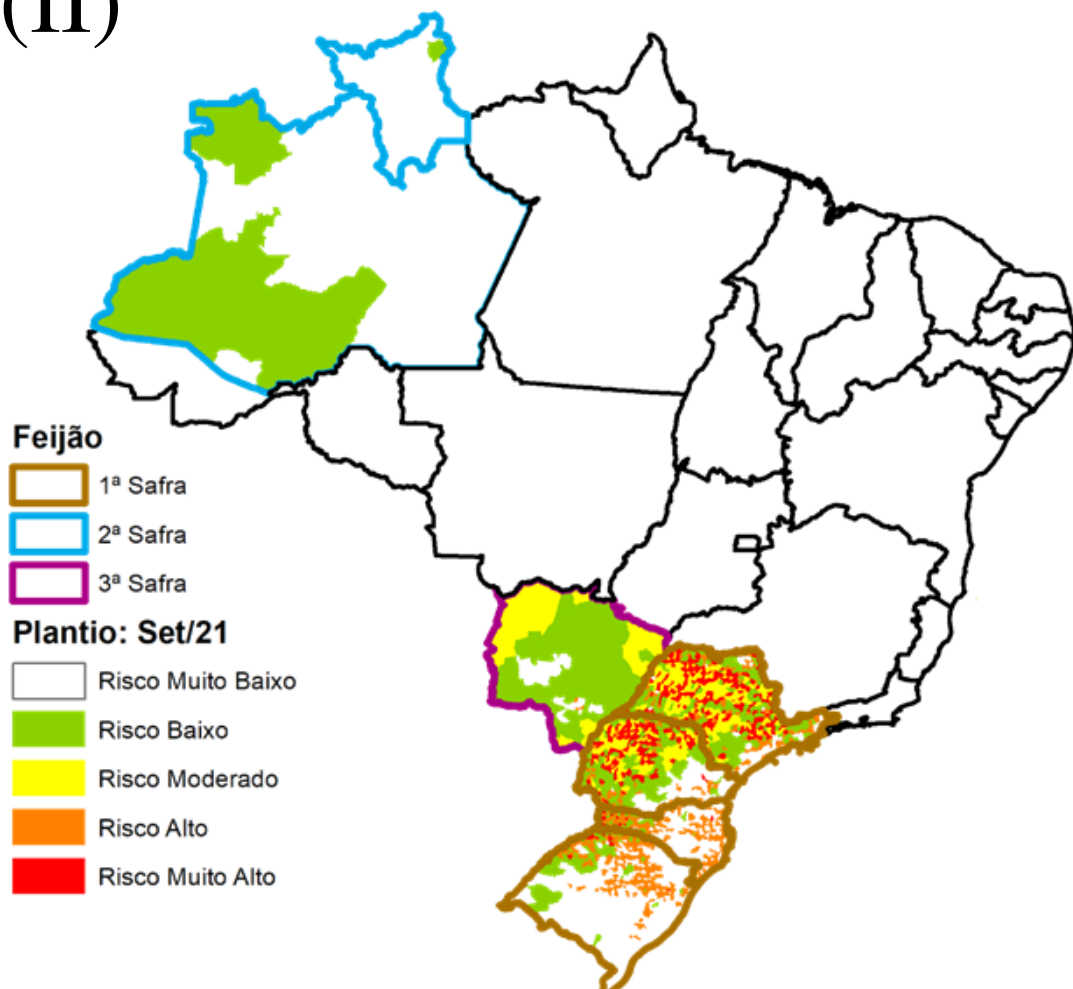 (II)
Feijão
1ª Safra
2ª Safra
3ª Safra
Plantio: Set/21
Risco Muito Baixo
Risco Baixo
Risco Moderado
Risco Alto
Risco Muito Alto